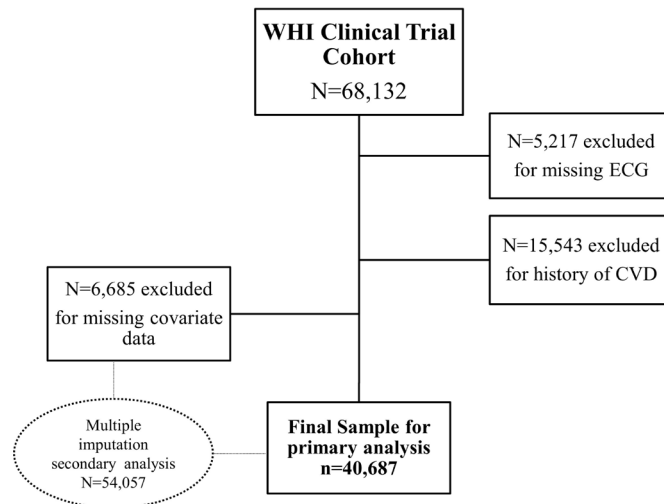 WHI Clinical Trial
Cohort
N=68,132
N=5,217 excluded
for missing ECG
N=15,543 excluded
for history of CVD
N=6,685 excluded
for missing covariate
data
Multiple
imputation
secondary analysis
N=54,057
Final Sample for
primary analysis
n=40,687